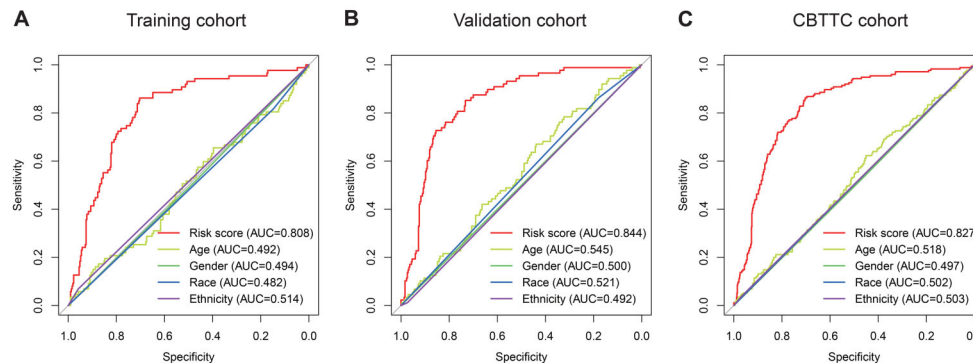 A Training cohort
1.0
0.8
0.6
0.4
0.2
0.0
Sensitivity
Risk score (AUC=0.808)
Age (AUC=0.492)
Gender (AUC=0.494)
Race (AUC=0.482)
Ethnicity (AUC=0.514)
1.0 0.8 0.6 0.4 0.2 0.0
Specificity
B Validation cohort
1.0
0.8
0.6
0.4
0.2
0.0
Sensitivity
Risk score (AUC=0.844)
Age (AUC=0.545)
Gender (AUC=0.500)
Race (AUC=0.521)
Ethnicity (AUC=0.492)
1.0 0.8 0.6 0.4 0.2 0.0
Specificity
C CBTTC cohort
1.0
0.8
0.6
0.4
0.2
0.0
Sensitivity
Risk score (AUC=0.827
Age (AUC=0.518)
Gender (AUC=0.497)
Race (AUC=0.502)
Ethnicity (AUC=0.503)
1.0 0.8 0.6 0.4 0.2 0.0
Specificity